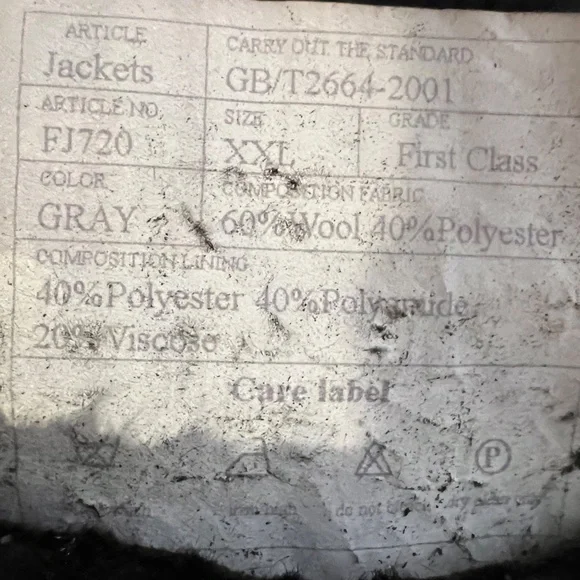 ARTICLE
CARRY OUT THE STANDARD
Jackets
GB/T2664-2001
ARTICLE NO.
SIZE
GRADE
FJ720
XXL
First Class
COLOR
COMPOSITION FABRIC
GRAY
60%Wool 40%Polyester
COMPOSITION LINING
40%Polyester 40%Polyamide
20%Viscose
Care label
P
do not